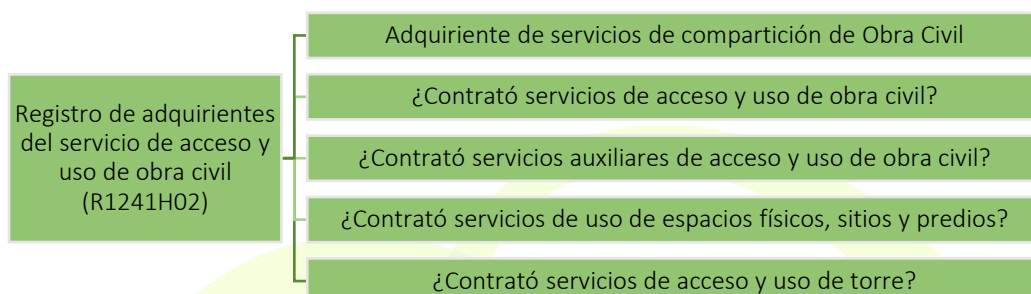 Registro de adquirientes
del servicio de acceso y
uso de obra civil
(R1241H02)
Adquiriente de servicios de compartición de Obra Civil
¿Contrató servicios de acceso y uso de obra civil?
¿Contrató servicios auxiliares de acceso y uso de obra civil?
¿Contrató servicios de uso de espacios físicos, sitios y predios?
¿Contrató servicios de acceso y uso de torre?